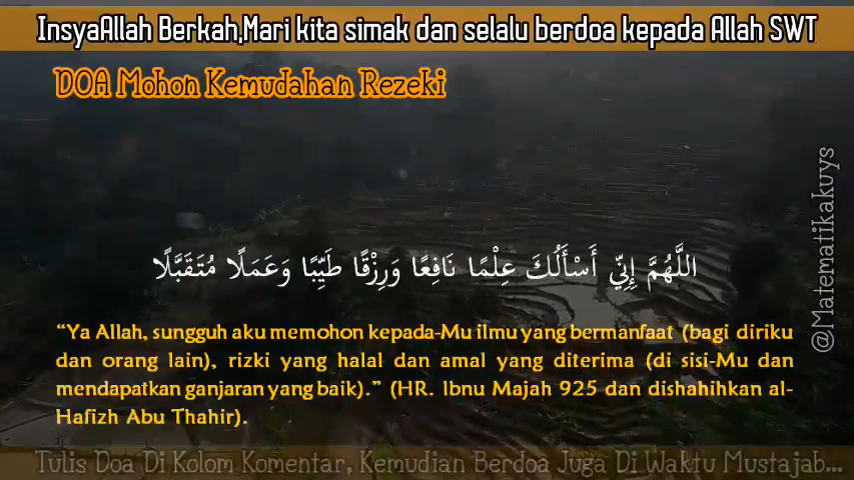 InsyaAllah Berkah,Mari kita simak dan selalu berdoa kepada Allah SWT
DOA Mohon Kemudahan Rezeki
@Matematikakuys
اللَّهُمَّ إِنِّي أَسْأَلُكَ عِلْمًا نَافِعًا وَرِزْقًا طَيِّبًا وَعَمَلًا مُتَقَبَّلًا
“Ya Allah, sungguh aku memohon kepada-Mu ilmu yang bermanfaat (bagi diriku
dan orang lain), rizki yang halal dan amal yang diterima (di sisi-Mu dan
mendapatkan ganjaran yang baik).” (HR. Ibnu Majah 925 dan dishahihkan al-
Hafizh Abu Thahir).
Tulis Doa Di Kolom Komentar, Kemudian Berdoa Juga Di Waktu Mustajab...